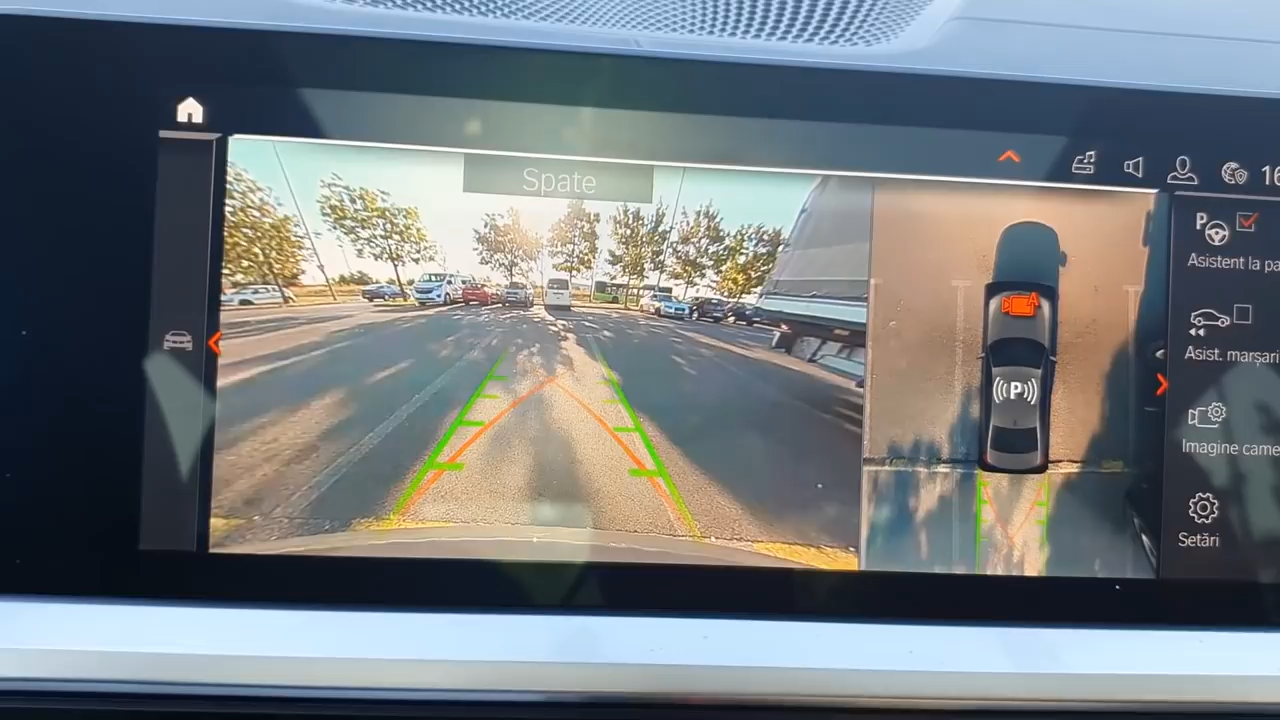 Spate
16
P
Asistent la pa
Asist. marșari
Imagine came
Setări
A
P